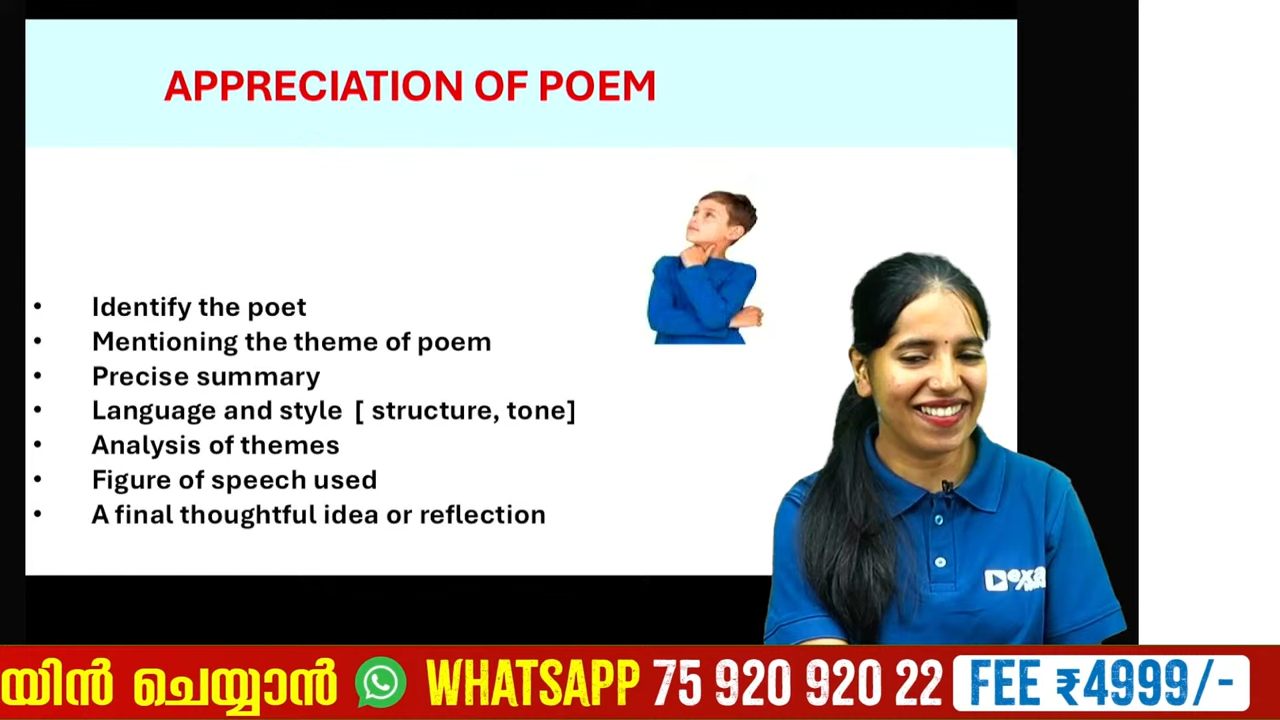 APPRECIATION OF POEM
• Identify the poet
• Mentioning the theme of poem
• Precise summary
• Language and style [ structure, tone]
• Analysis of themes
• Figure of speech used
• A final thoughtful idea or reflection
യിൻ ചെയ്യാൻ WHATSAPP 75 920 920 22 FEE ₹4999/-